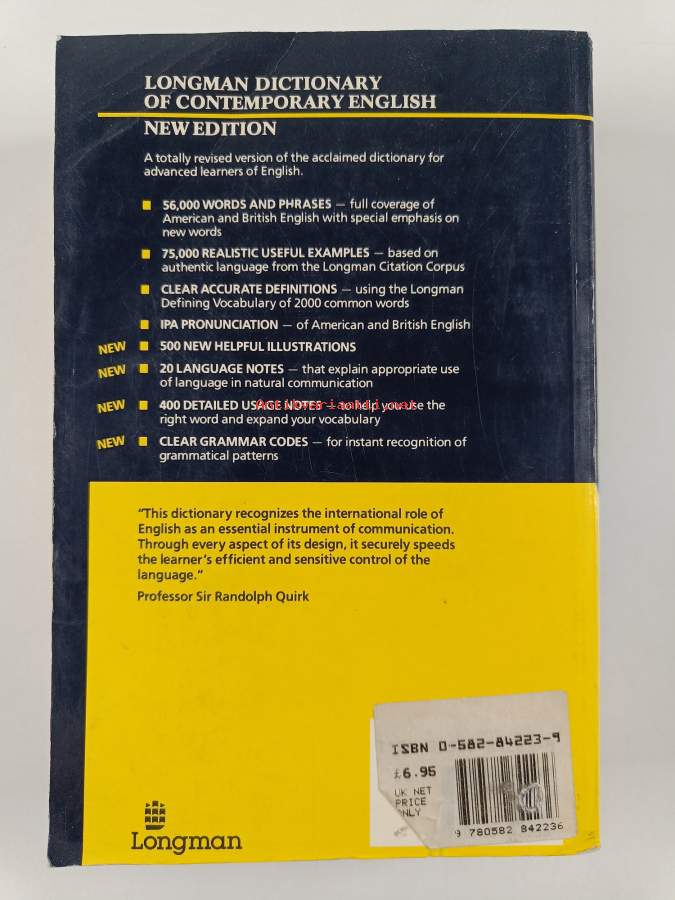 LONGMAN DICTIONARY
OF CONTEMPORARY ENGLISH
NEW EDITION
A totally revised version of the acclaimed dictionary for
advanced learners of English.
56,000 WORDS AND PHRASES — full coverage of
American and British English with special emphasis on
new words
75,000 REALISTIC USEFUL EXAMPLES — based on
authentic language from the Longman Citation Corpus
CLEAR ACCURATE DEFINITIONS — using the Longman
Defining Vocabulary of 2000 common words
IPA PRONUNCIATION — of American and British English
NEW 500 NEW HELPFUL ILLUSTRATIONS
NEW 20 LANGUAGE NOTES — that explain appropriate use
of language in natural communication
NEW 400 DETAILED USAGE NOTES — to help you use the
right word and expand your vocabulary
NEW CLEAR GRAMMAR CODES — for instant recognition of
grammatical patterns
“This dictionary recognizes the international role of
English as an essential instrument of communication.
Through every aspect of its design, it securely speeds
the learner’s efficient and sensitive control of the
language.”
Professor Sir Randolph Quirk
ISBN 0-582-84223-9
£6.95
UK NET
PRICE
NLY
9 780582 842236
Longman